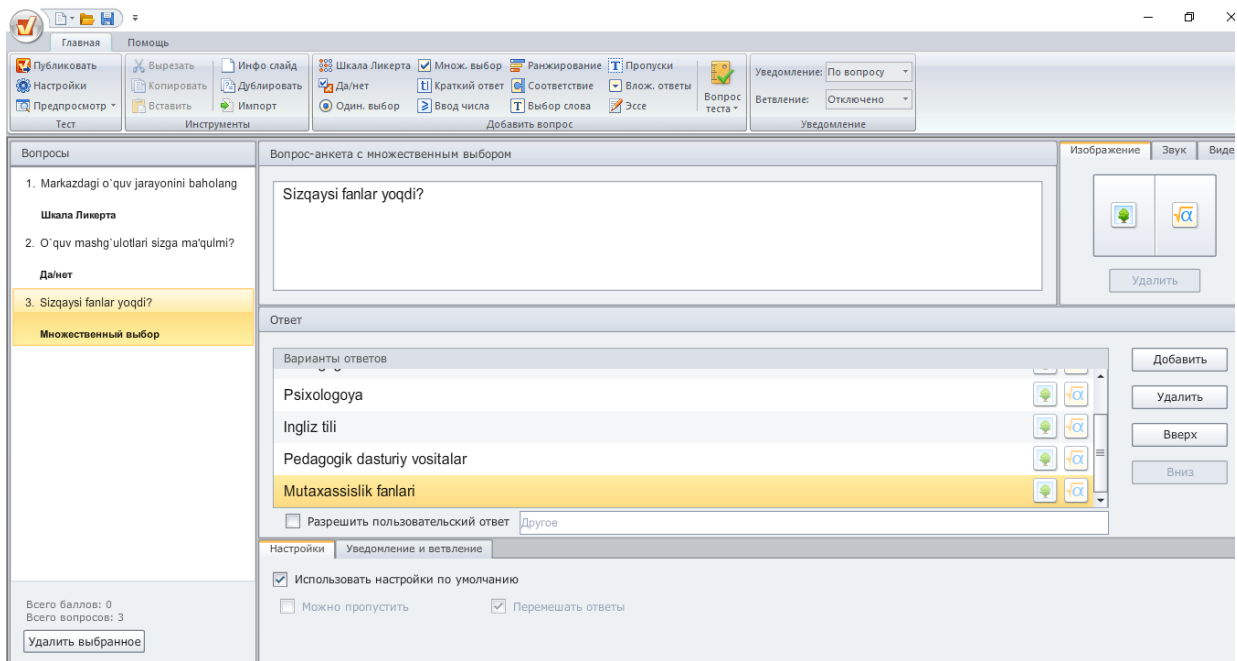 Главная Помощь
Публиковать Вырезать Инфо слайд Шкала Ликерта Множ. выбор Ранжирование Пропуски
Настройки Копировать Дублировать Да/нет Краткий ответ Соответствие Влож. ответы
Предпросмотр Вставить Импорт Один. выбор Ввод числа Выбор слова Эссе
Вопрос
теста
Уведомление: По вопросу
Ветвление: Отключено
Тест Инструменты Добавить вопрос Уведомление
Вопросы
1. Markazdagi o`quv jarayonini baholang
Шкала Ликерта
2. O`quv mashg`ulotlari sizga ma'qulmi?
Да/нет
3. Sizqaysi fanlar yoqdi?
Множественный выбор
Всего баллов: 0
Всего вопросов: 3
Удалить выбранное
Вопрос-анкета с множественным выбором
Sizqaysi fanlar yoqdi?
Изображение Звук Виде
Удалить
Ответ
Варианты ответов
Psixologoya
Ingliz tili
Pedagogik dasturiy vositalar
Mutaxassislik fanlari
Разрешить пользовательский ответ Другое
Добавить
Удалить
Вверх
Вниз
Настройки Уведомление и ветвление
Использовать настройки по умолчанию
Можно пропустить Перемешать ответы